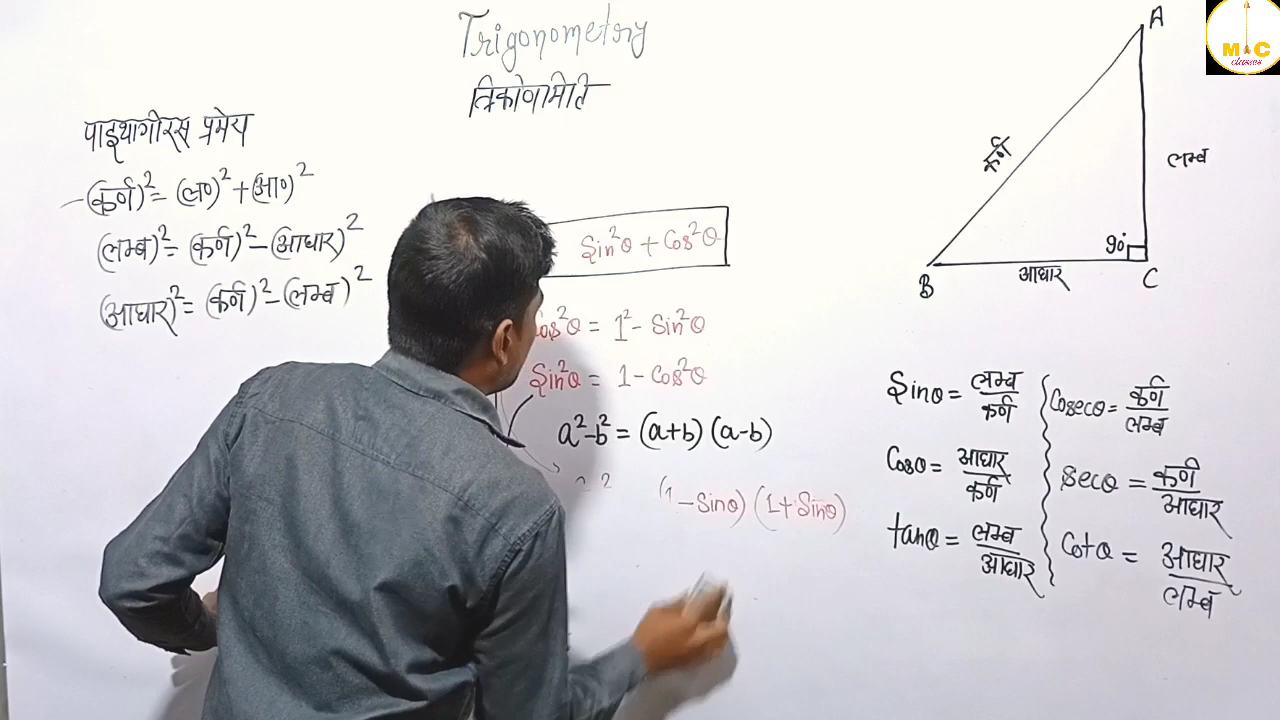 Trigonometry
त्रिकोणमिति
पाइथागोरस प्रमेय
(कर्ण)² = (ल०)² + (आ०)²
(लम्ब)² = (कर्ण)² - (आधार)²
(आधार)² = (कर्ण)² - (लम्ब)²
Sin²θ + Cos²θ
Cos²θ = 1² - Sin²θ
Sin²θ = 1 - Cos²θ
a² - b² = (a+b) (a-b)
(1 - Sinθ) (1 + Sinθ)
A
कर्ण
लम्ब
90°
B
आधार
C
Sinθ = लम्ब/कर्ण
Cosecθ = कर्ण/लम्ब
Cosθ = आधार/कर्ण
Secθ = कर्ण/आधार
tanθ = लम्ब/आधार
Cotθ = आधार/लम्ब
M C
classes